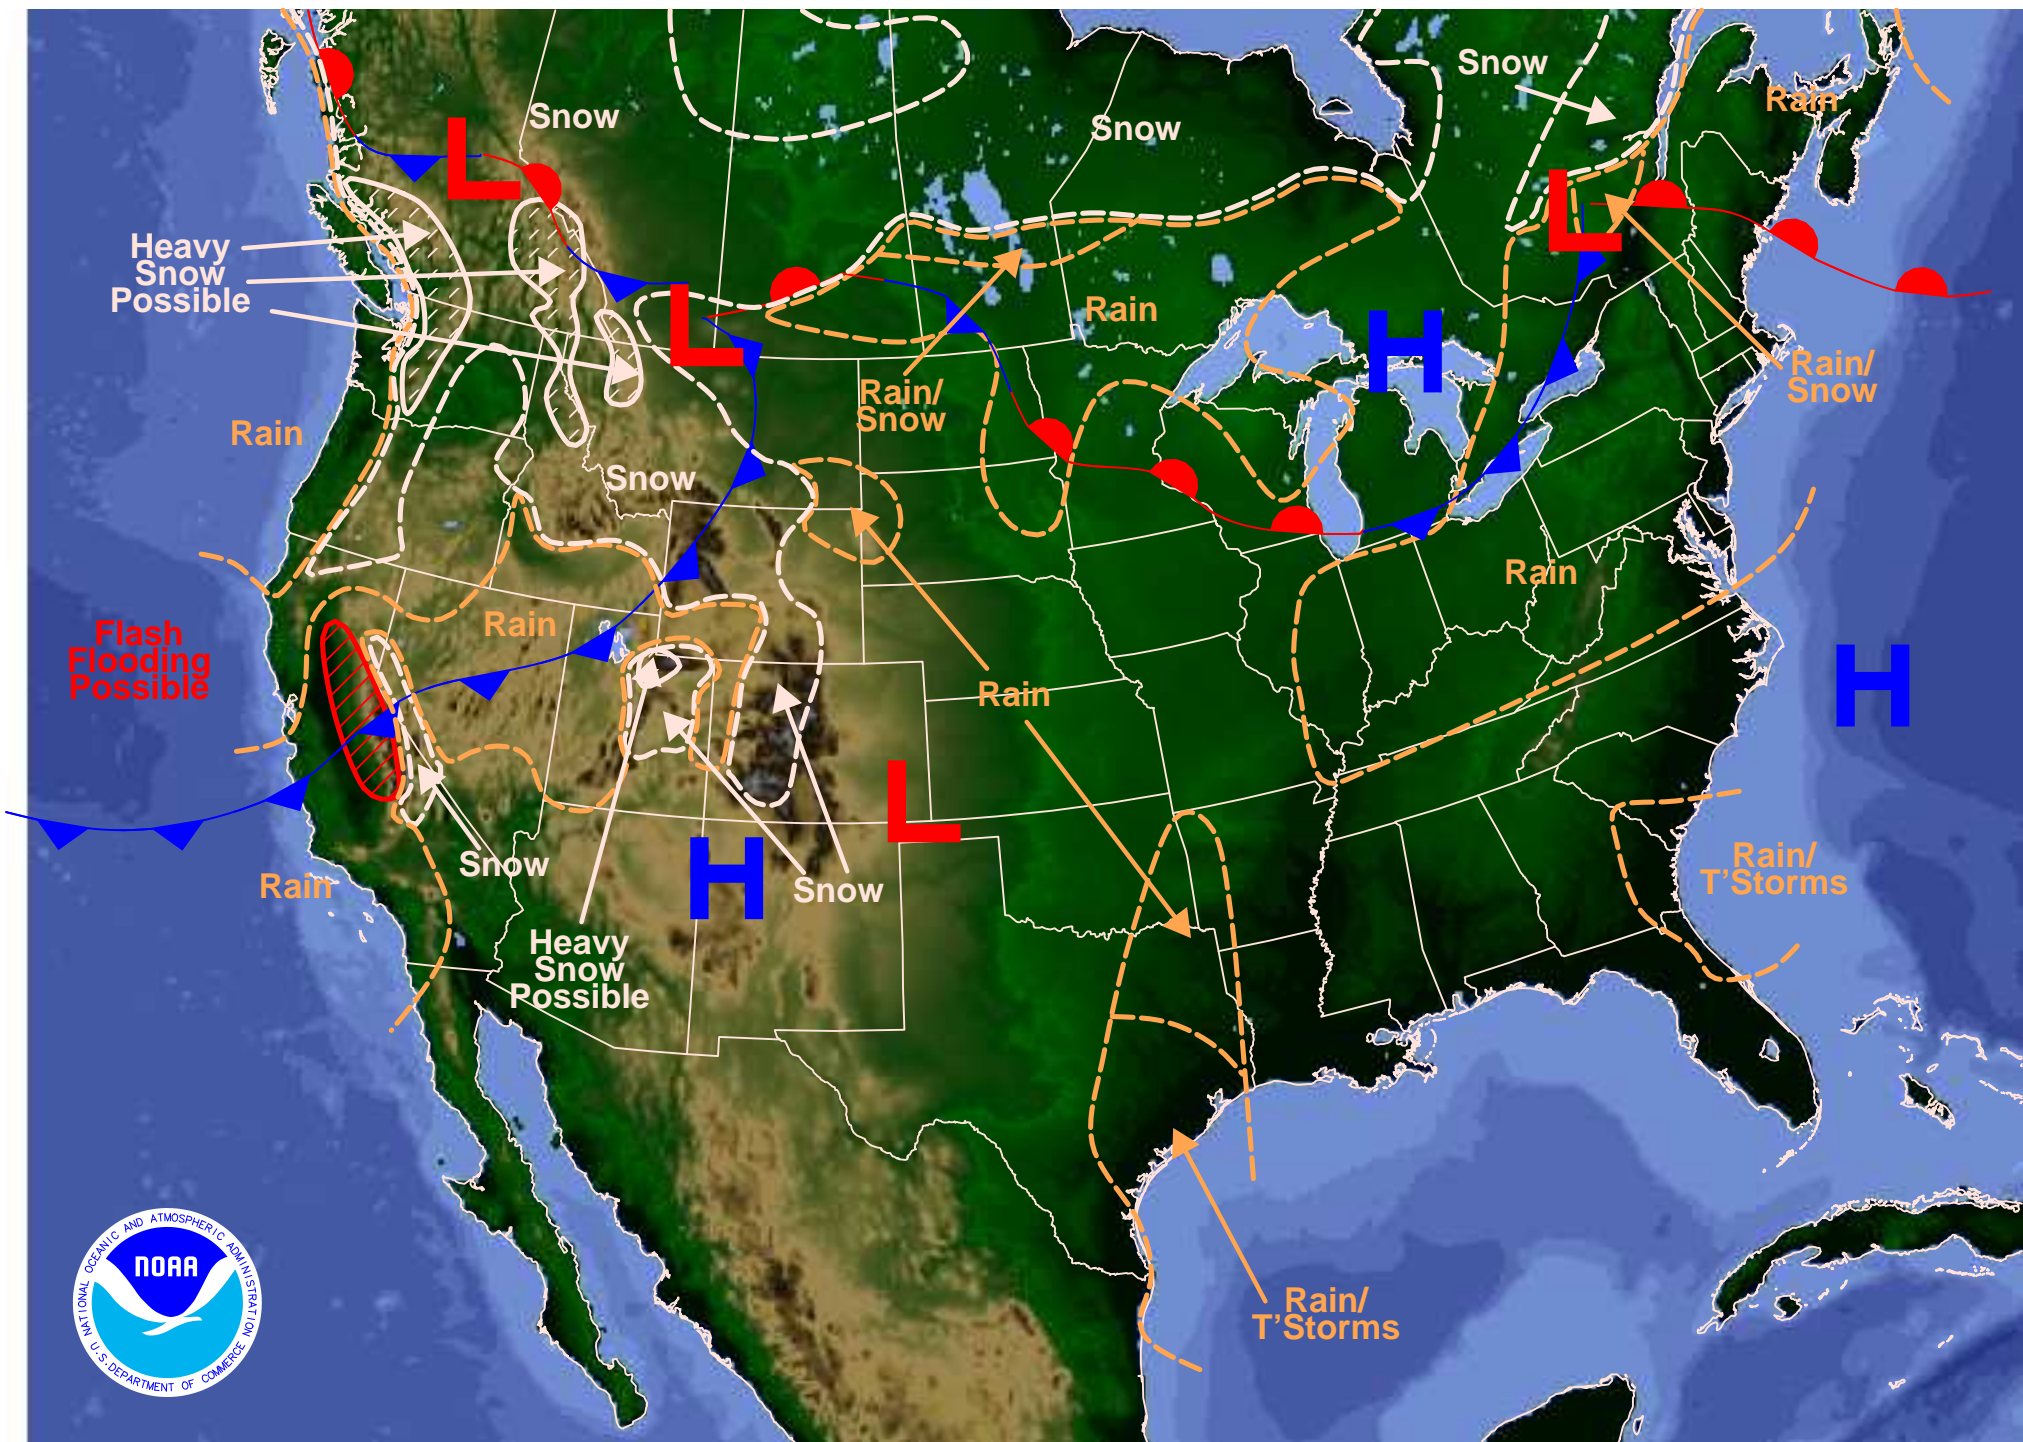 Snow
Snow
Rain
Snow
L
Heavy
Snow
Possible
L
L
H
Rain
Rain/
Snow
Rain/
Snow
Rain
Snow
Rain
Rain
Flash
Flooding
Possible
Rain
H
L
Snow
H
Snow
Rain
Rain/
T'Storms
Heavy
Snow
Possible
Rain/
T'Storms
NATIONAL OCEANIC AND ATMOSPHERIC ADMINISTRATION
NOAA
U.S. DEPARTMENT OF COMMERCE